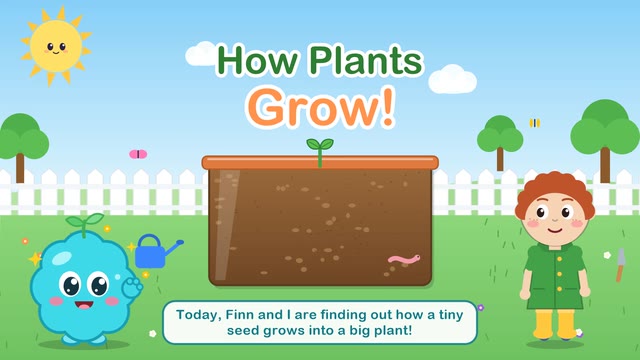 How Plants
Grow!
Today, Finn and I are finding out how a tiny
seed grows into a big plant!